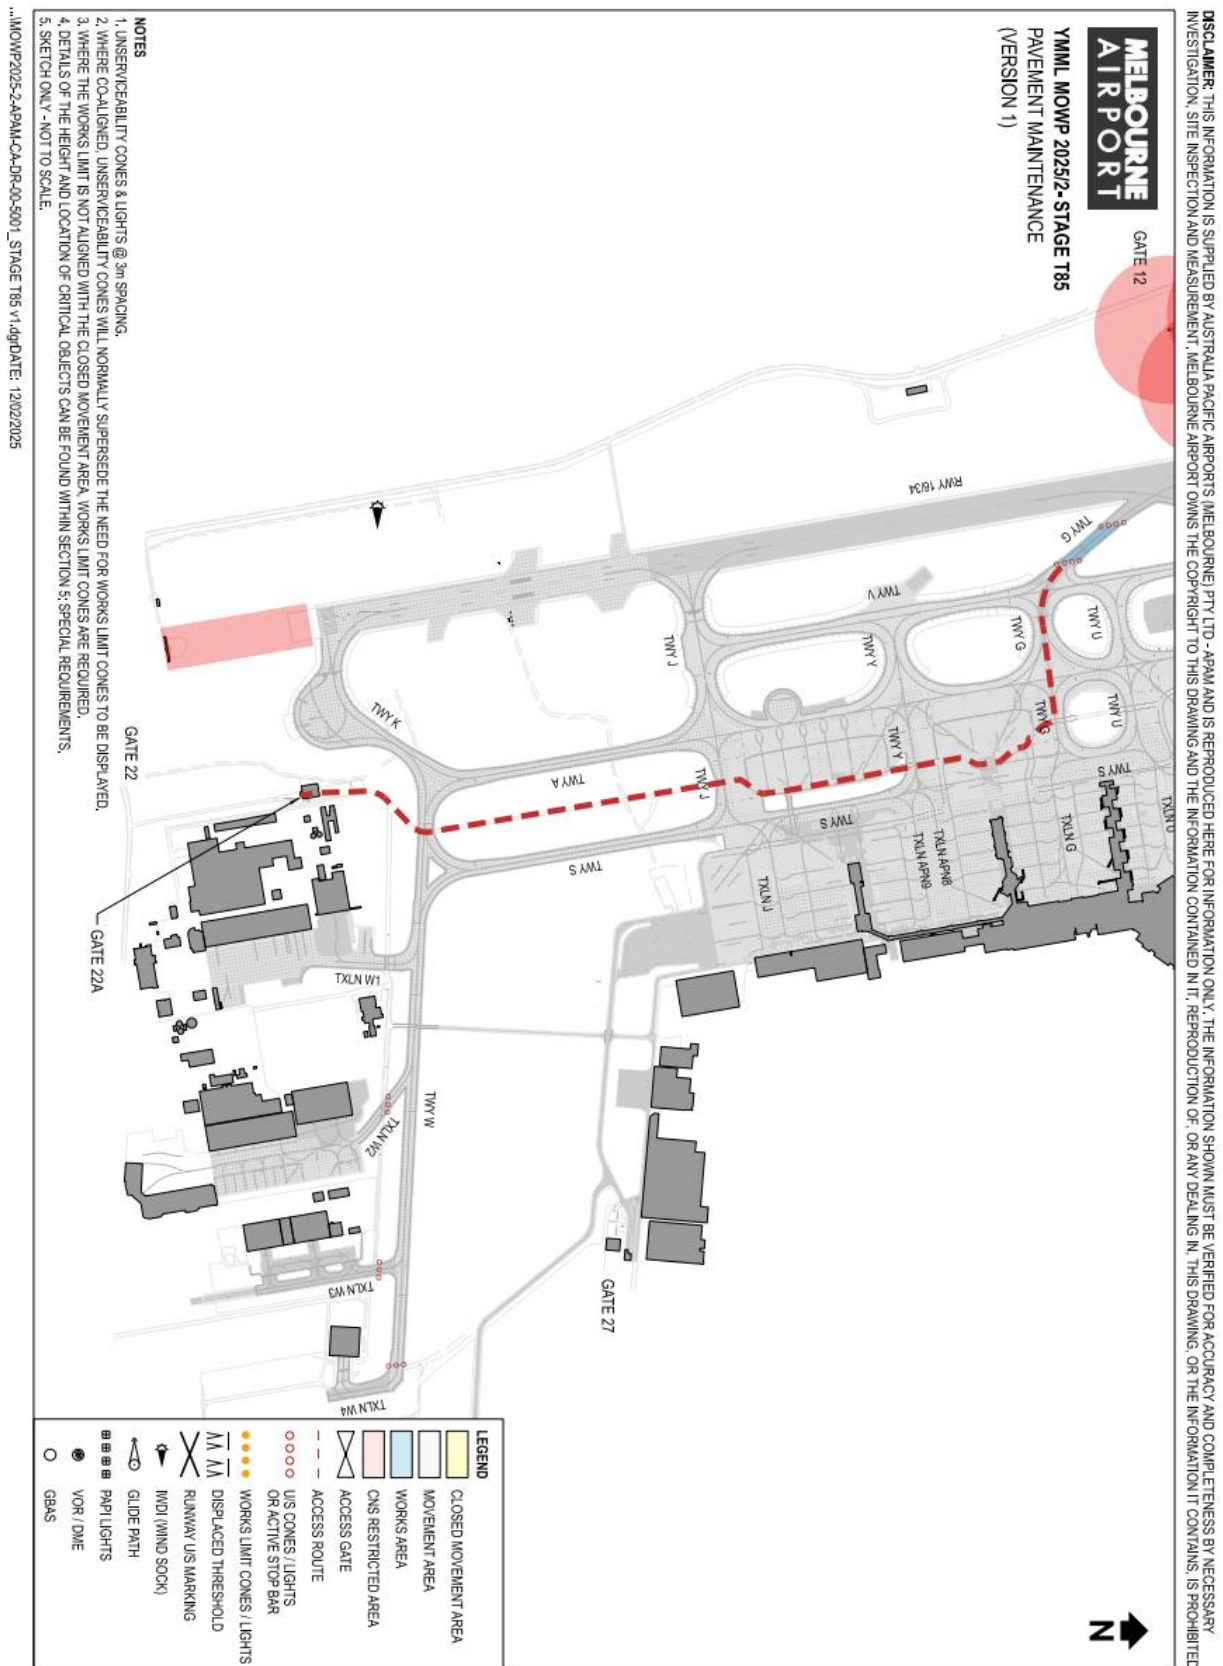 DISCLAIMER: THIS INFORMATION IS SUPPLIED BY AUSTRALIA PACIFIC AIRPORTS (MELBOURNE) PTY LTD - APAM AND IS REPRODUCED HERE FOR INFORMATION ONLY. THE INFORMATION SHOWN MUST BE VERIFIED FOR ACCURACY AND COMPLETENESS BY NECESSARY
INVESTIGATION, SITE INSPECTION AND MEASUREMENT. MELBOURNE AIRPORT OWNS THE COPYRIGHT TO THIS DRAWING AND THE INFORMATION CONTAINED IN IT. REPRODUCTION OF, OR ANY DEALING IN, THIS DRAWING, OR THE INFORMATION IT CONTAINS, IS PROHIBITED
MELBOURNE
AIRPORT
YMML MOWP 2025/2- STAGE T85
PAVEMENT MAINTENANCE
(VERSION 1)
GATE 12
RWY 16/34
TWY G
TWY V
TWY U
TWY G
TWY Y
TWY J
TWY U
TWY G
TWY Y
TWY J
TWY A
TWY K
TWY S
TWY S
TWY S
TXLN U
TXLN G
TXLN APN8
TXLN APN9
TXLN J
GATE 22
GATE 22A
TXLN W1
TWY W
TXLN W2
TXLN W3
TXLN W4
GATE 27
N
NOTES
1. UNSERVICEABILITY CONES & LIGHTS @ 3m SPACING.
2. WHERE CO-ALIGNED, UNSERVICEABILITY CONES WILL NORMALLY SUPERSEDE THE NEED FOR WORKS LIMIT CONES TO BE DISPLAYED.
3. WHERE THE WORKS LIMIT IS NOT ALIGNED WITH THE CLOSED MOVEMENT AREA, WORKS LIMIT CONES ARE REQUIRED.
4. DETAILS OF THE HEIGHT AND LOCATION OF CRITICAL OBJECTS CAN BE FOUND WITHIN SECTION 5; SPECIAL REQUIREMENTS.
5. SKETCH ONLY - NOT TO SCALE.
LEGEND
CLOSED MOVEMENT AREA
MOVEMENT AREA
WORKS AREA
CNS RESTRICTED AREA
ACCESS GATE
ACCESS ROUTE
U/S CONES / LIGHTS
OR ACTIVE STOP BAR
WORKS LIMIT CONES / LIGHTS
DISPLACED THRESHOLD
RUNWAY U/S MARKING
IWDI (WIND SOCK)
GLIDE PATH
PAPI LIGHTS
VOR / DME
GBAS
...\MOWP2025-2-APAM-CA-DR-00-5001_STAGE T85 v1.dgnDATE: 12/02/2025